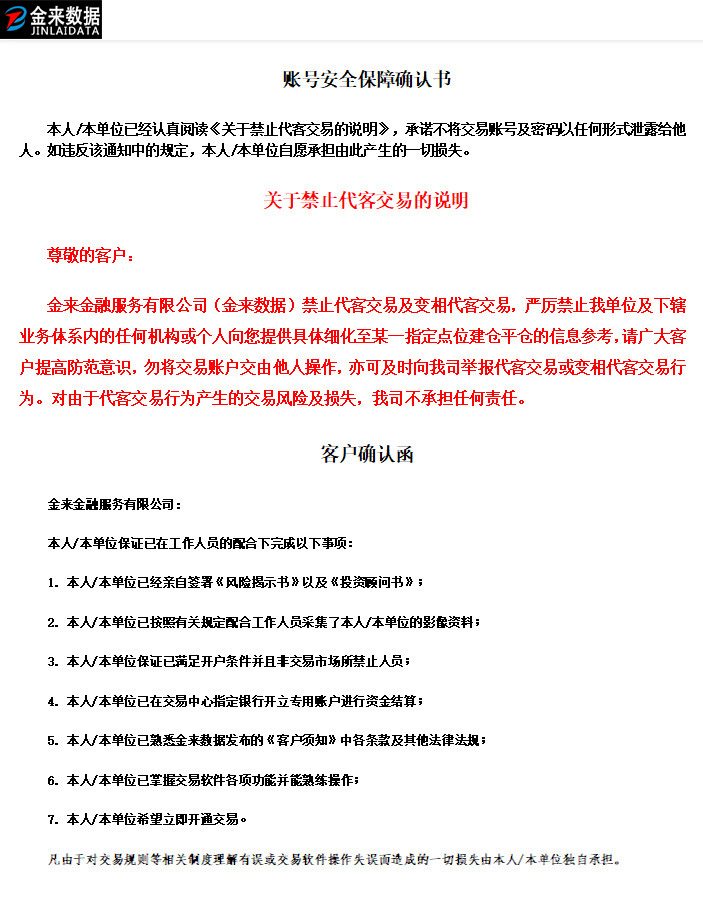 金来数据
JINLAIDATA
账号安全保障确认书
本人/本单位已经认真阅读《关于禁止代客交易的说明》，承诺不将交易账号及密码以任何形式泄露给他
人。如违反该通知中的规定，本人/本单位自愿承担由此产生的一切损失。
关于禁止代客交易的说明
尊敬的客户：
金来金融服务有限公司（金来数据）禁止代客交易及变相代客交易，严厉禁止我单位及下辖
业务体系内的任何机构或个人向您提供具体细化至某一指定点位建仓平仓的信息参考，请广大客
户提高防范意识，勿将交易账户交由他人操作，亦可及时向我司举报代客交易或变相代客交易行
为。对由于代客交易行为产生的交易风险及损失，我司不承担任何责任。
客户确认函
金来金融服务有限公司：
本人/本单位保证已在工作人员的配合下完成以下事项：
1. 本人/本单位已经亲自签署《风险揭示书》以及《投资顾问书》；
2. 本人/本单位已按照有关规定配合工作人员采集了本人/本单位的影像资料；
3. 本人/本单位保证已满足开户条件并且非交易市场所禁止人员；
4. 本人/本单位已在交易中心指定银行开立专用账户进行资金结算；
5. 本人/本单位已熟悉金来数据发布的《客户须知》中各条款及其他法律法规；
6. 本人/本单位已掌握交易软件各项功能并能熟练操作；
7. 本人/本单位希望立即开通交易。
凡由于对交易规则等相关制度理解有误或交易软件操作失误而造成的一切损失由本人/本单位独自承担。